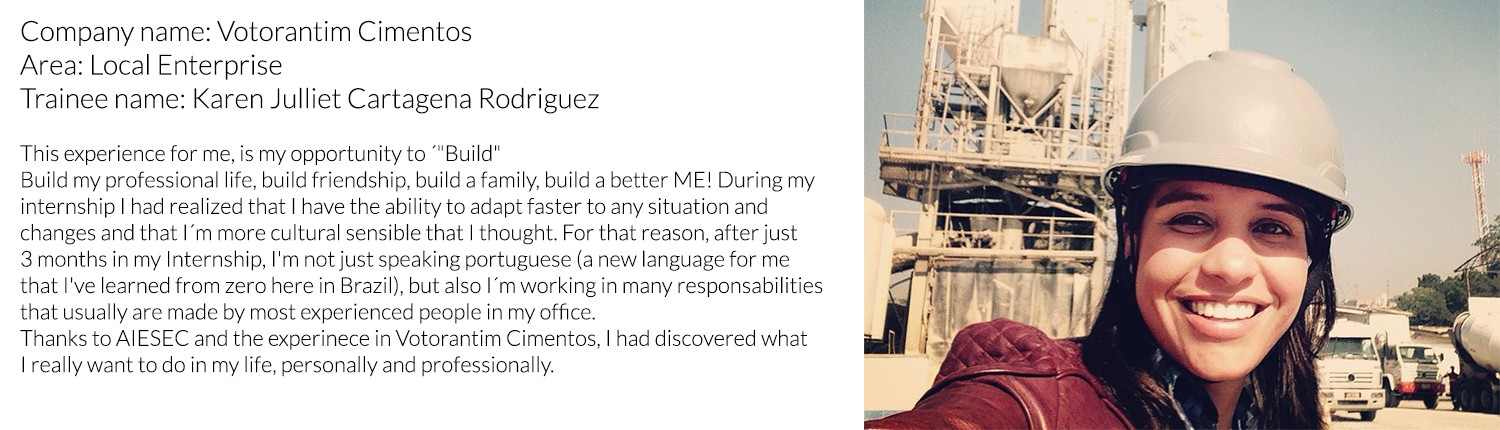 Company name: Votorantim Cimentos
Area: Local Enterprise
Trainee name: Karen Julliet Cartagena Rodriguez
This experience for me, is my opportunity to ´"Build"
Build my professional life, build friendship, build a family, build a better ME! During my
internship I had realized that I have the ability to adapt faster to any situation and
changes and that I´m more cultural sensible that I thought. For that reason, after just
3 months in my Internship, I'm not just speaking portuguese (a new language for me
that I've learned from zero here in Brazil), but also I´m working in many responsabilities
that usually are made by most experienced people in my office.
Thanks to AIESEC and the experinece in Votorantim Cimentos, I had discovered what
I really want to do in my life, personally and professionally.